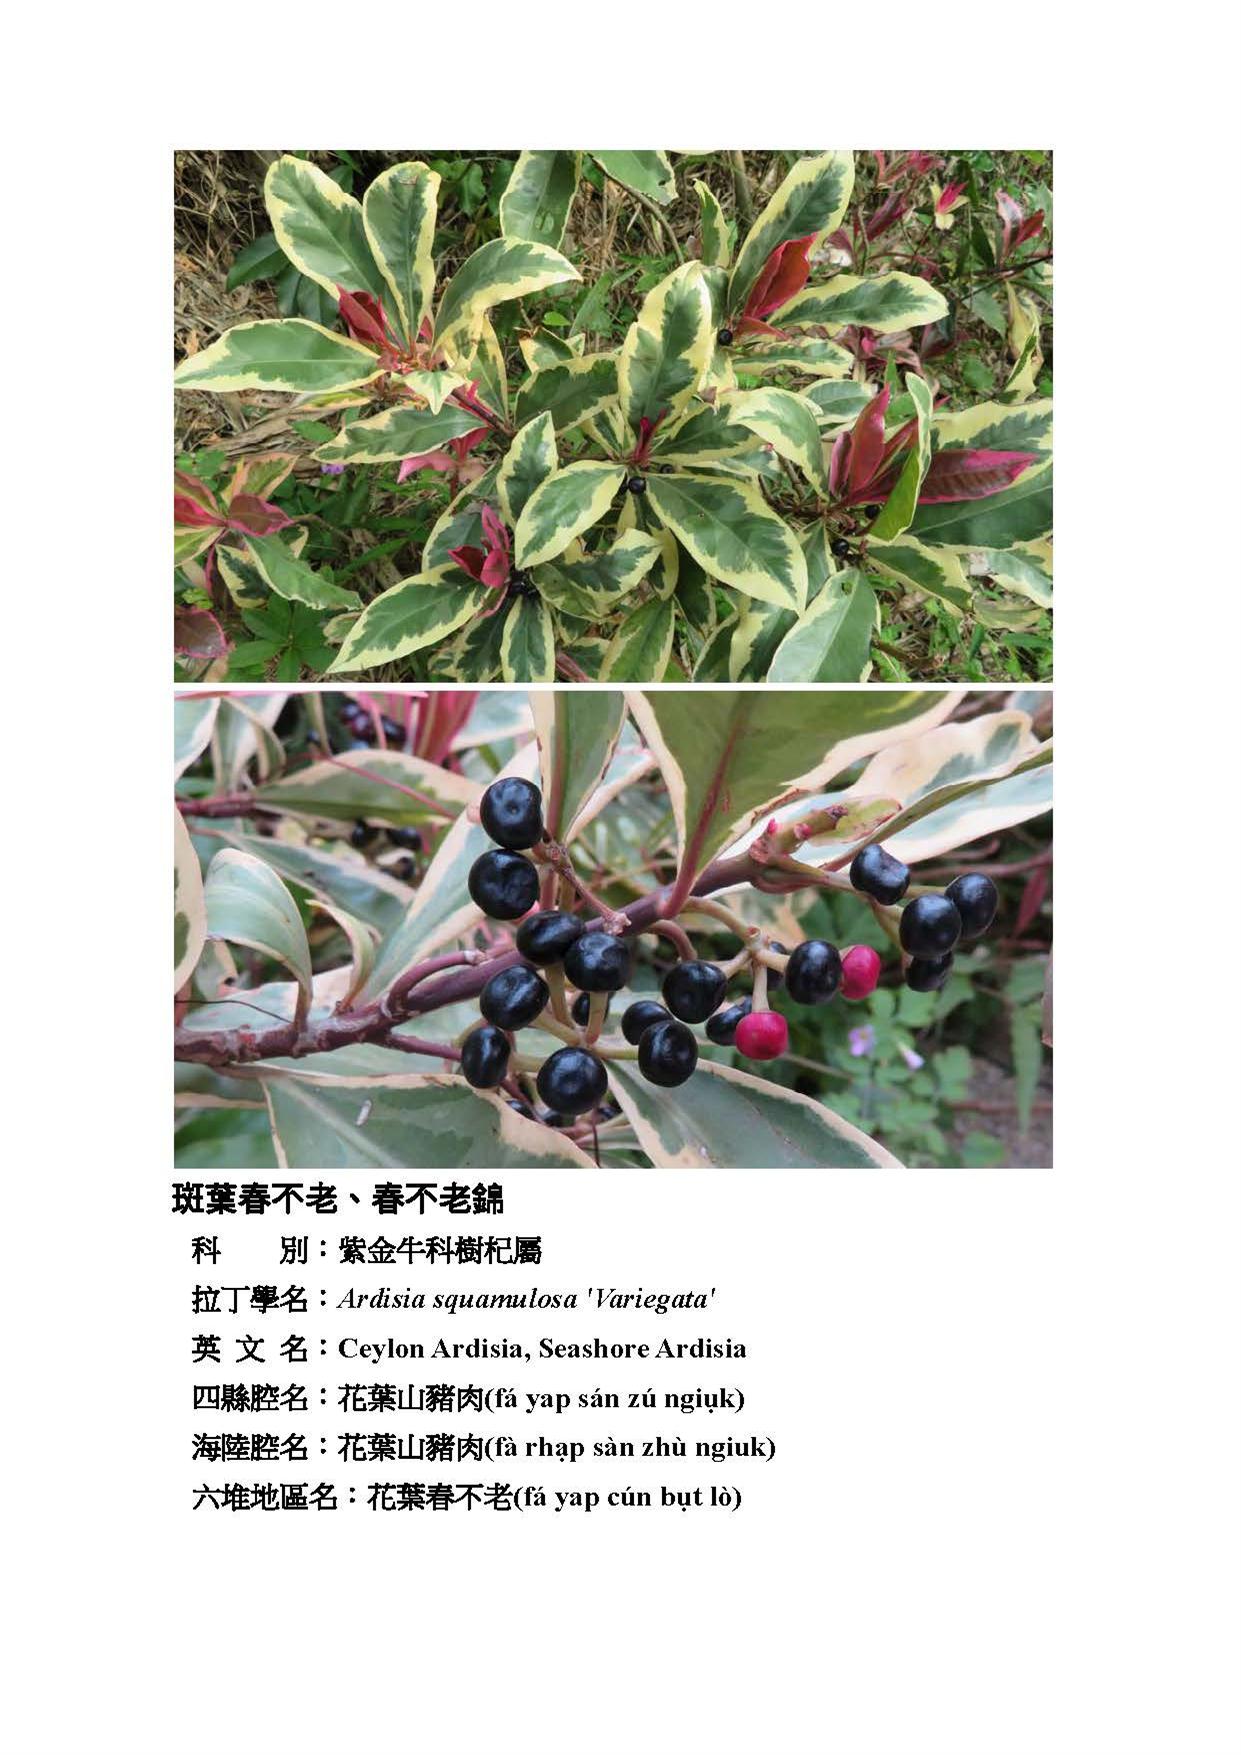 斑葉春不老、春不老錦
科　　別：紫金牛科樹杞屬
拉丁學名：Ardisia squamulosa 'Variegata'
英 文 名：Ceylon Ardisia, Seashore Ardisia
四縣腔名：花葉山豬肉(fá yap sán zú ngiụk)
海陸腔名：花葉山豬肉(fà rhạp sàn zhù ngiuk)
六堆地區名：花葉春不老(fá yap cún bụt lò)